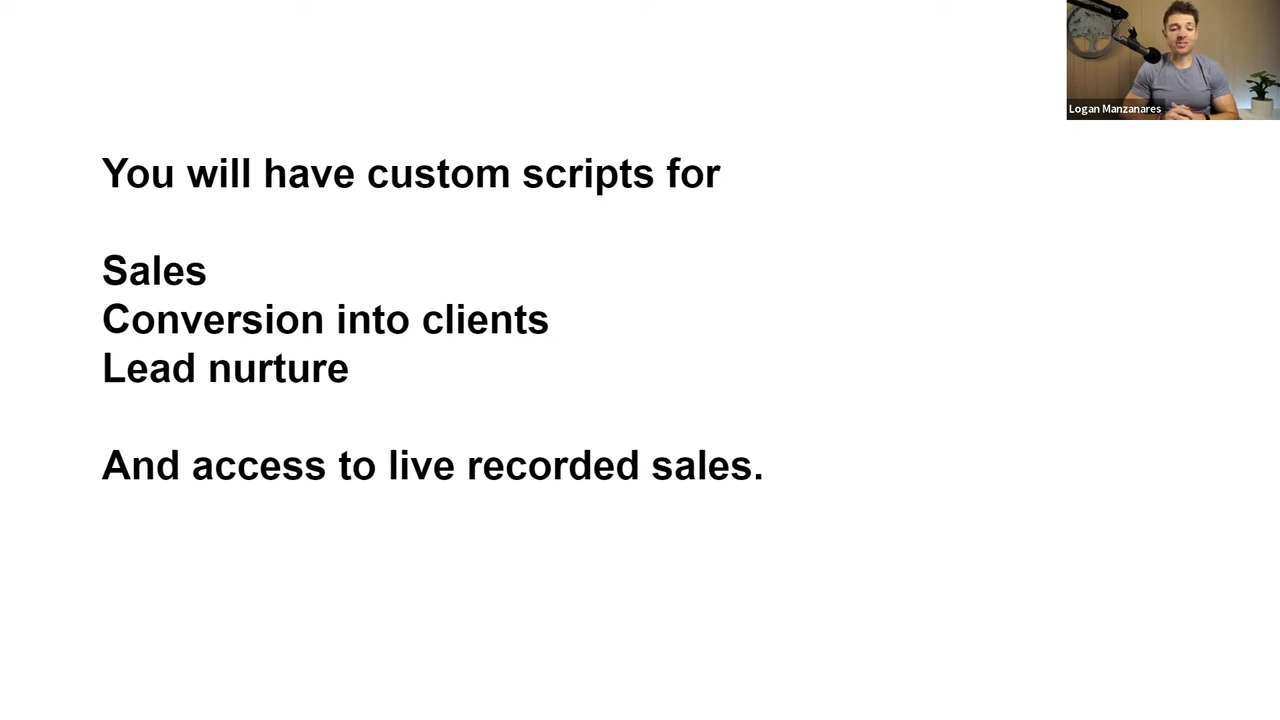 Logan Manzanares
You will have custom scripts for
Sales
Conversion into clients
Lead nurture
And access to live recorded sales.